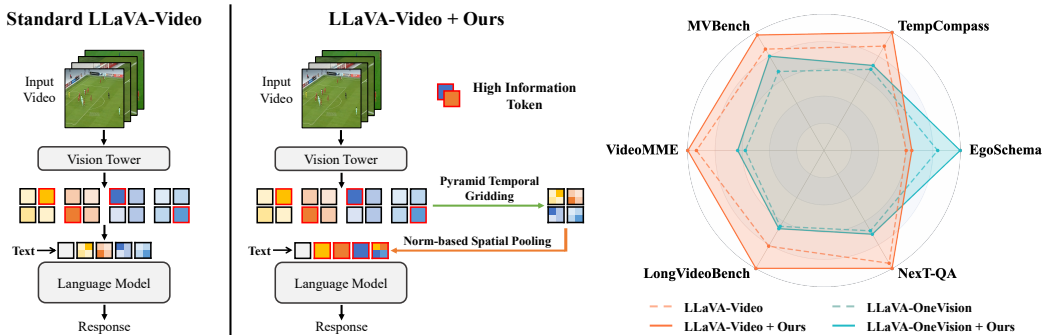 Standard LLaVA-Video
Input
Video
Vision Tower
Text
Language Model
Response
LLaVA-Video + Ours
Input
Video
High Information
Token
Vision Tower
Pyramid Temporal
Gridding
Norm-based Spatial Pooling
Text
Language Model
Response
MVBench
TempCompass
VideoMME
EgoSchema
LongVideoBench
NexT-QA
LLaVA-Video
LLaVA-OneVision
LLaVA-Video + Ours
LLaVA-OneVision + Ours